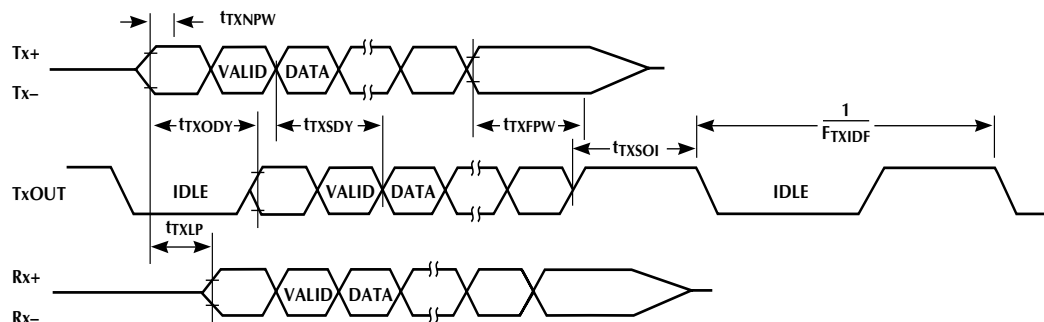 tTXNPW
Tx+
Tx–
VALID
DATA
tTXODY
tTXSDY
tTXFPW
tTXSOI
1
FTXIDF
TxOUT
IDLE
VALID
DATA
IDLE
tTXLP
Rx+
Rx–
VALID
DATA